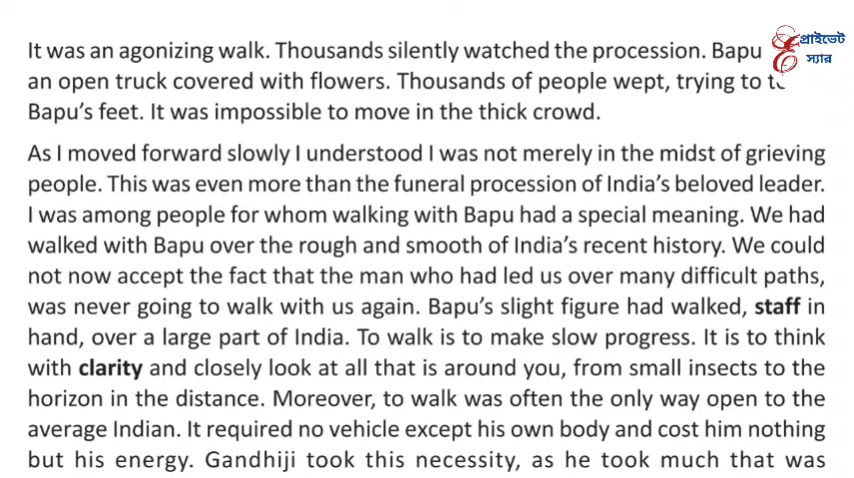 It was an agonizing walk. Thousands silently watched the procession. Bapu
an open truck covered with flowers. Thousands of people wept, trying to
Bapu's feet. It was impossible to move in the thick crowd.
As I moved forward slowly I understood I was not merely in the midst of grieving
people. This was even more than the funeral procession of India's beloved leader.
I was among people for whom walking with Bapu had a special meaning. We had
walked with Bapu over the rough and smooth of India's recent history. We could
not now accept the fact that the man who had led us over many difficult paths,
was never going to walk with us again. Bapu's slight figure had walked, staff in
hand, over a large part of India. To walk is to make slow progress. It is to think
with clarity and closely look at all that is around you, from small insects to the
horizon in the distance. Moreover, to walk was often the only way open to the
average Indian. It required no vehicle except his own body and cost him nothing
but his energy. Gandhiji took this necessity, as he took much that was
প্রাইভেট
স্যার